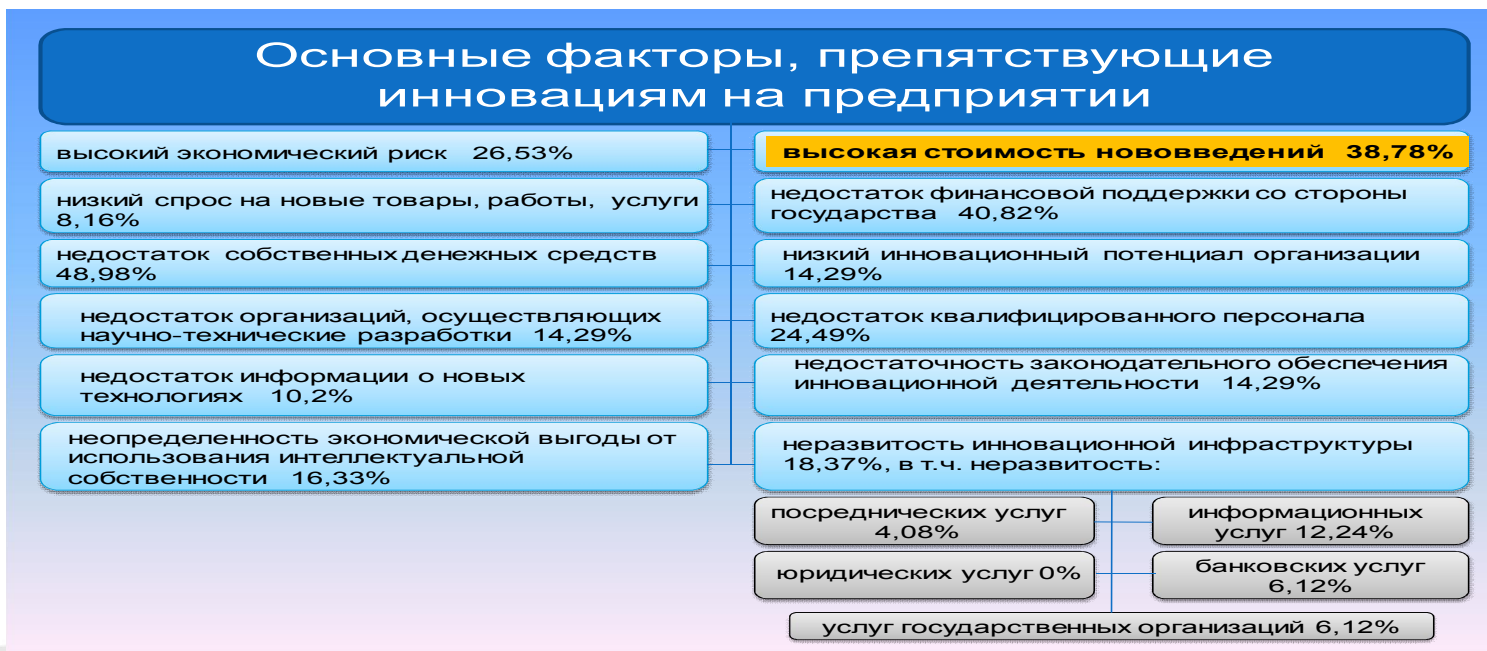 Основные факторы, препятствующие
инновациям на предприятии
высокий экономический риск 26,53%
высокая стоимость нововведений 38,78%
низкий спрос на новые товары, работы, услуги
8,16%
недостаток финансовой поддержки со стороны
государства 40,82%
недостаток собственных денежных средств
48,98%
низкий инновационный потенциал организации
14,29%
недостаток организаций, осуществляющих
научно-технические разработки 14,29%
недостаток квалифицированного персонала
24,49%
недостаток информации о новых
технологиях 10,2%
недостаточность законодательного обеспечения
инновационной деятельности 14,29%
неопределенность экономической выгоды от
использования интеллектуальной
собственности 16,33%
неразвитость инновационной инфраструктуры
18,37%, в т.ч. неразвитость:
посреднических услуг
4,08%
информационных
услуг 12,24%
юридических услуг 0%
банковских услуг
6,12%
услуг государственных организаций 6,12%